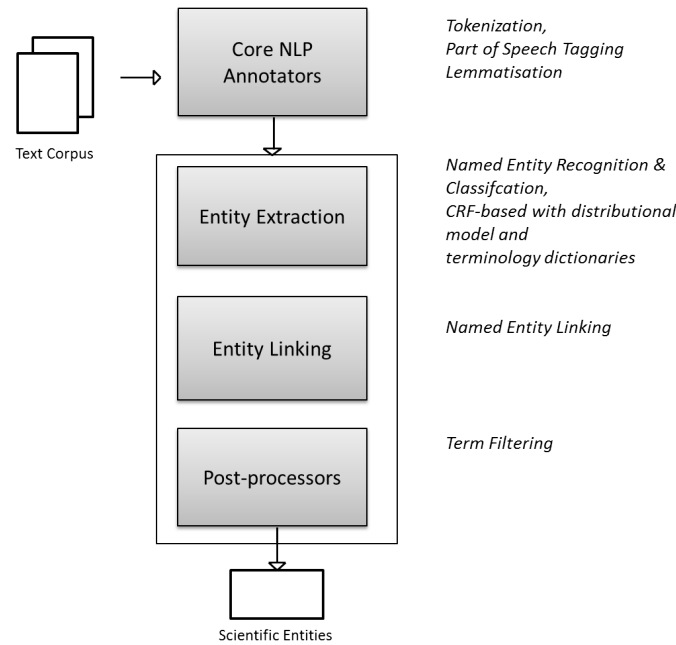 Core NLP
Annotators
Tokenization,
Part of Speech Tagging
Lemmatisation
Text Corpus
Entity Extraction
Named Entity Recognition &
Classifcation,
CRF-based with distributional
model and
terminology dictionaries
Entity Linking
Named Entity Linking
Post-processors
Term Filtering
Scientific Entities